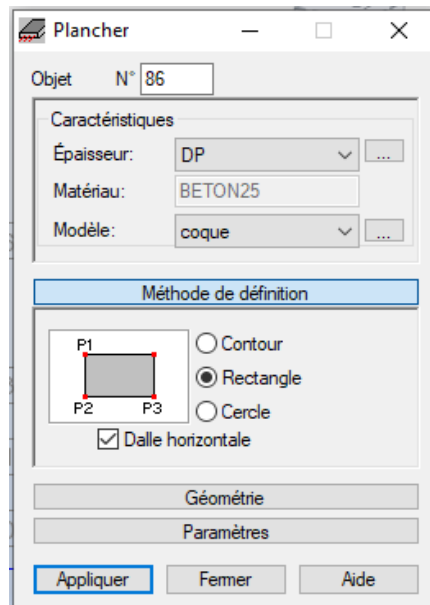 Plancher
Objet N° 86
Caractéristiques
Épaisseur: DP ...
Matériau: BETON25
Modèle: coque ...
Méthode de définition
P1
Contour
Rectangle
P2 P3
Cercle
Dalle horizontale
Géométrie
Paramètres
Appliquer Fermer Aide